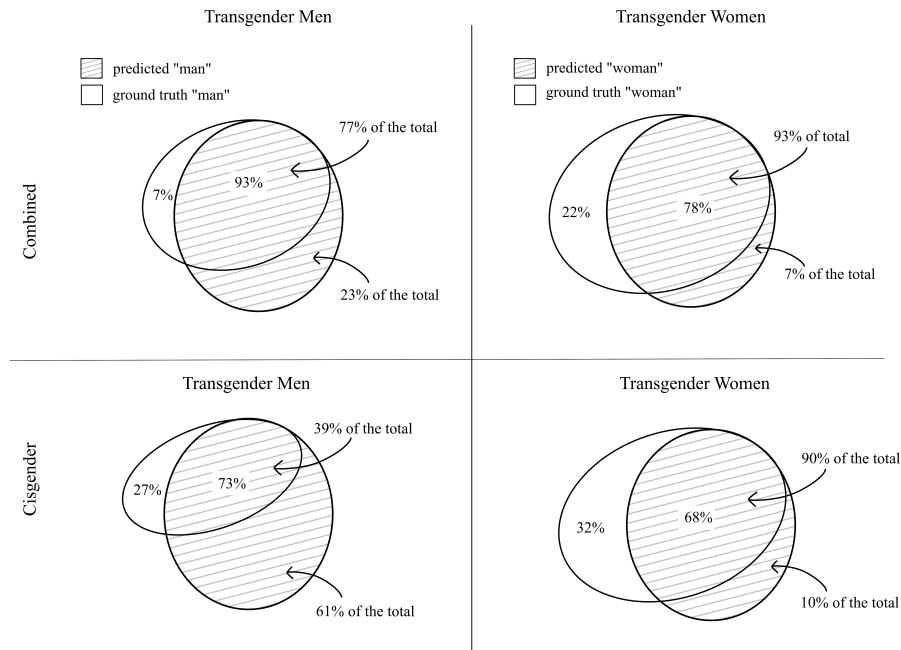 Transgender Men
Transgender Women
predicted "man"
ground truth "man"
predicted "woman"
ground truth "woman"
Combined
77% of the total
93%
7%
23% of the total
93% of total
22%
78%
7% of the total
Transgender Men
Transgender Women
Cisgender
39% of the total
27%
73%
61% of the total
90% of the total
32%
68%
10% of the total